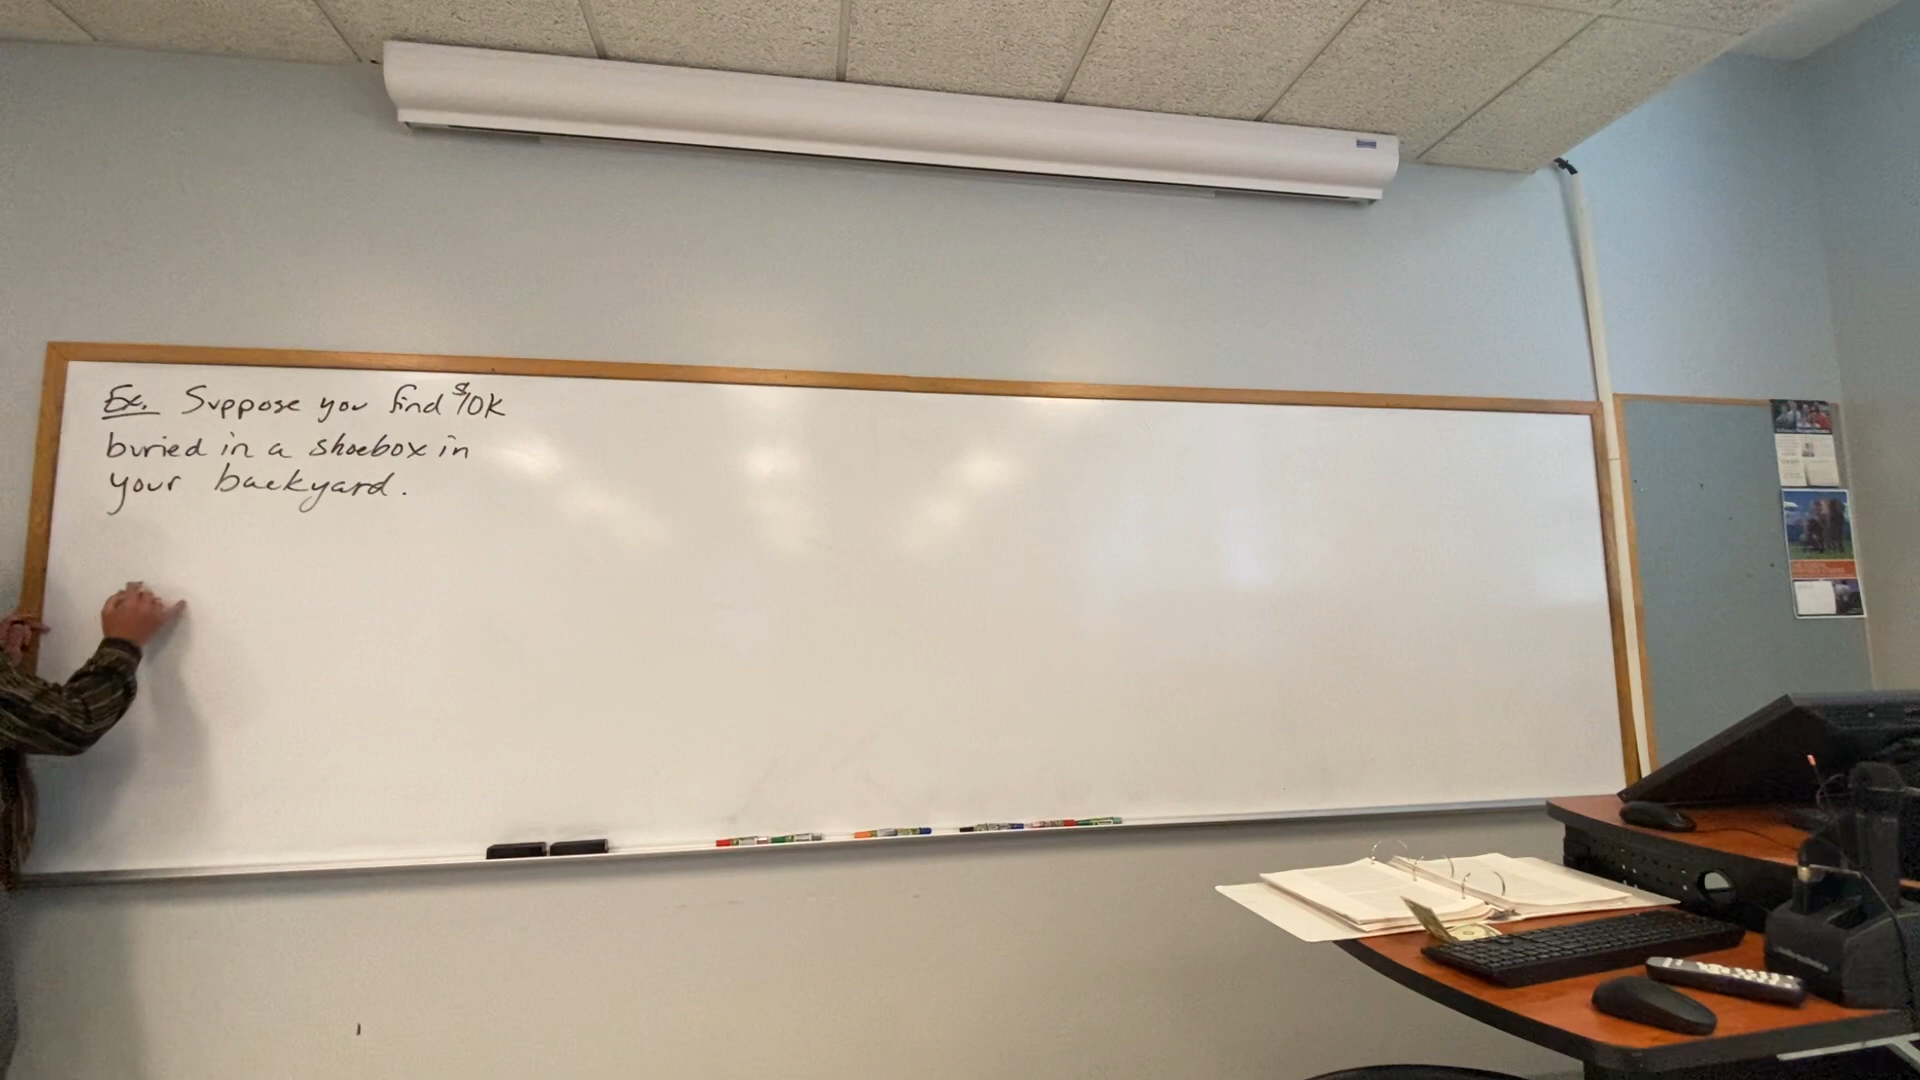 Ex. Suppose you find $10K
buried in a shoebox in
your backyard.